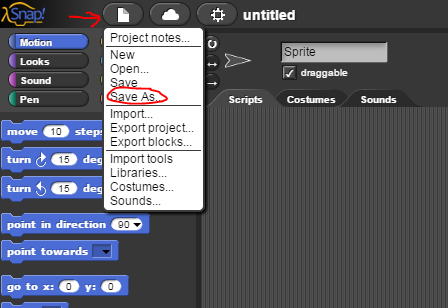 Snap! untitled
Project notes...
New
Open...
Save
Save As...
Import...
Export project...
Export blocks...
Import tools
Libraries...
Costumes...
Sounds...
Motion
Looks
Sound
Pen
move 10 steps
turn 15 deg
turn 15 deg
point in direction 90
point towards
go to x: 0 y: 0
Sprite
draggable
Scripts Costumes Sounds